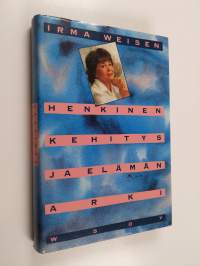 IRMA WEISEN
HENKINEN
KEHITYS
JA ELÄMÄN
ARKI
WSOY